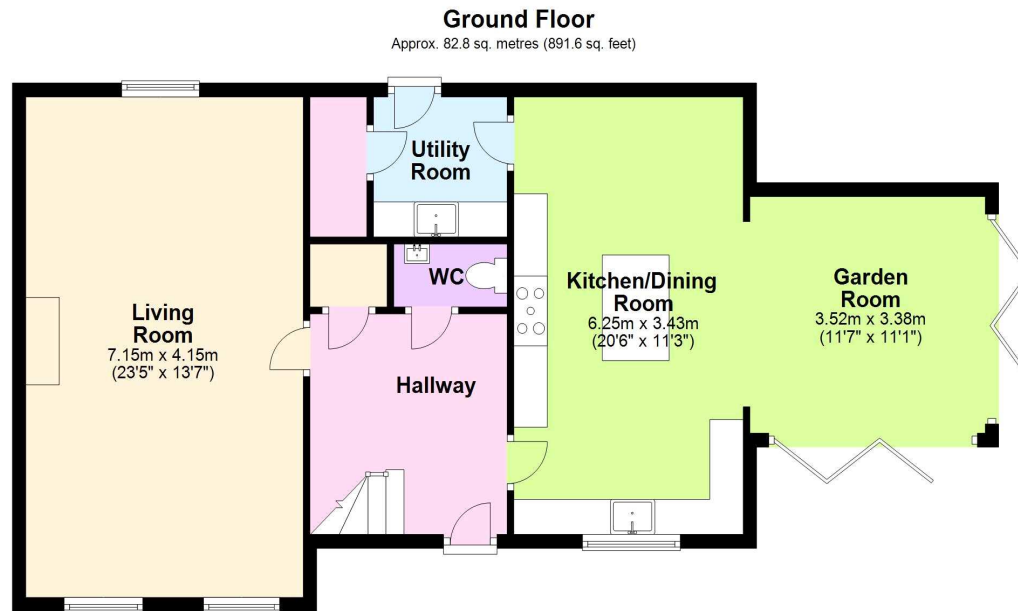 Ground Floor
Approx. 82.8 sq. metres (891.6 sq. feet)
Utility
Room
WC
Living
Room
7.15m x 4.15m
(23'5" x 13'7")
Kitchen/Dining
Room
6.25m x 3.43m
(20'6" x 11'3")
Garden
Room
3.52m x 3.38m
(11'7" x 11'1")
Hallway